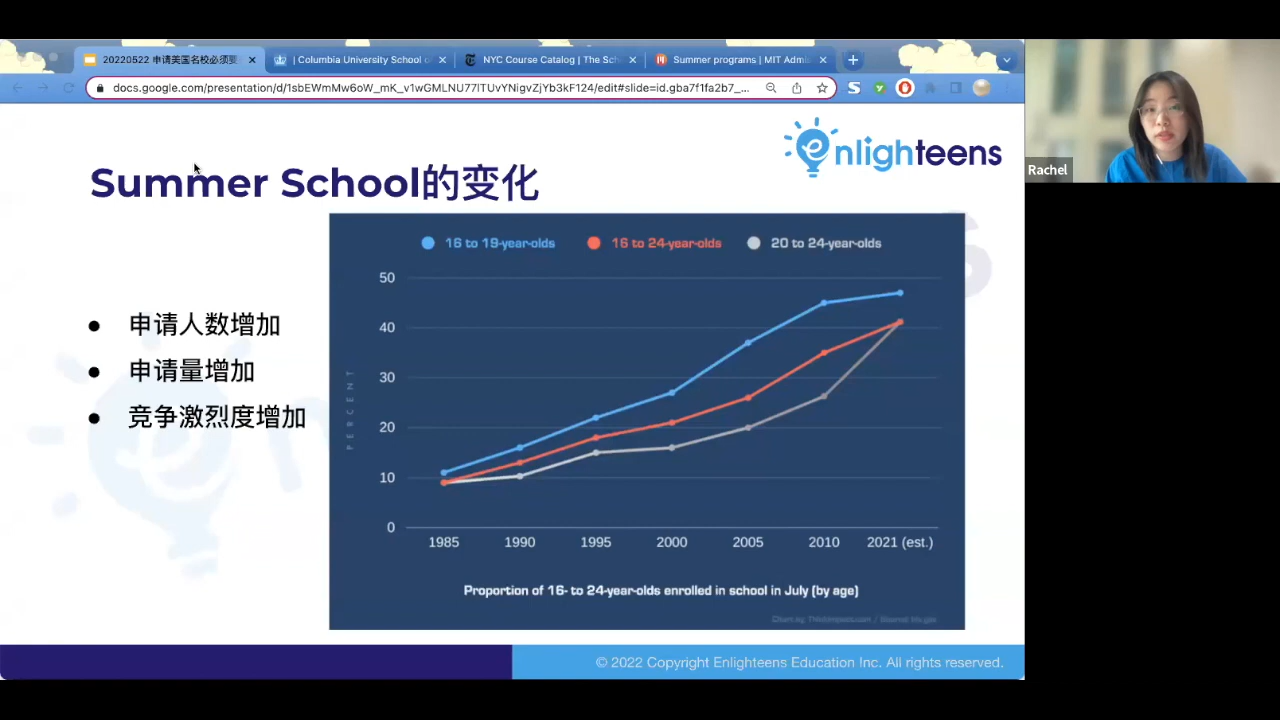 20220522 申请美国名校必须要
| Columbia University School o
NYC Course Catalog | The Sch
Summer programs | MIT Admi
docs.google.com/presentation/d/1sbEWmMw6oW_mK_v1wGMLNU77lTUvYNigvZjYb3kF124/edit#slide=id.gba7f1fa2b7_...
enlighteens
Rachel
Summer School的变化
申请人数增加
申请量增加
竞争激烈度增加
16 to 19-year-olds
16 to 24-year-olds
20 to 24-year-olds
PERCENT
50
40
30
20
10
0
1985
1990
1995
2000
2005
2010
2021 (est.)
Proportion of 16- to 24-year-olds enrolled in school in July (by age)
© 2022 Copyright Enlighteens Education Inc. All rights reserved.